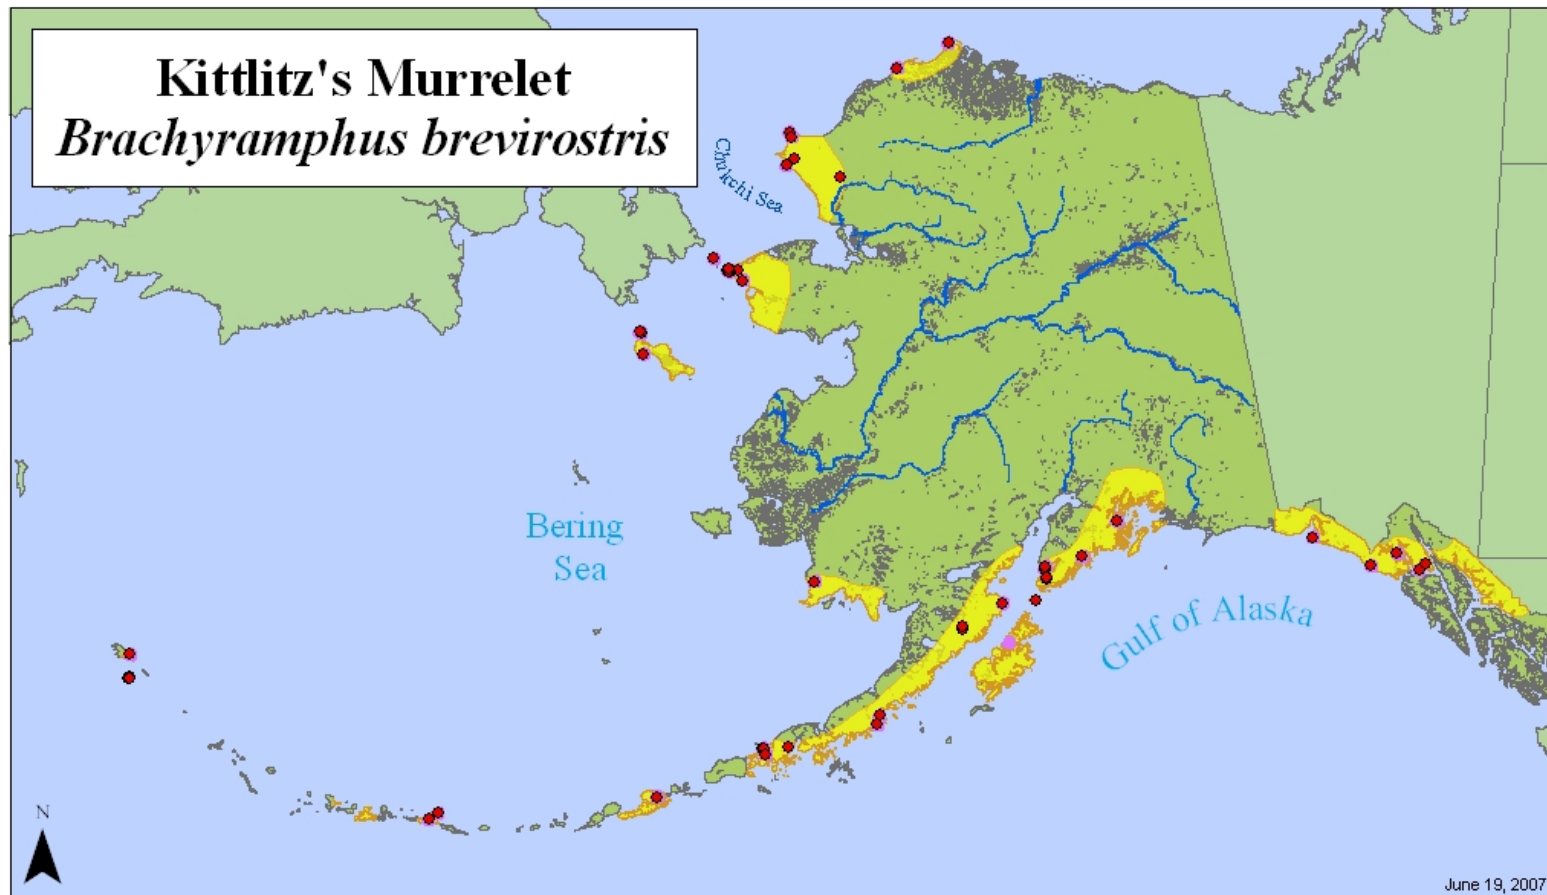 Kittlitz's Murrelet
Brachyramphus brevirostris
Chukchi Sea
Bering
Sea
Gulf of Alaska
N
June 19, 2007